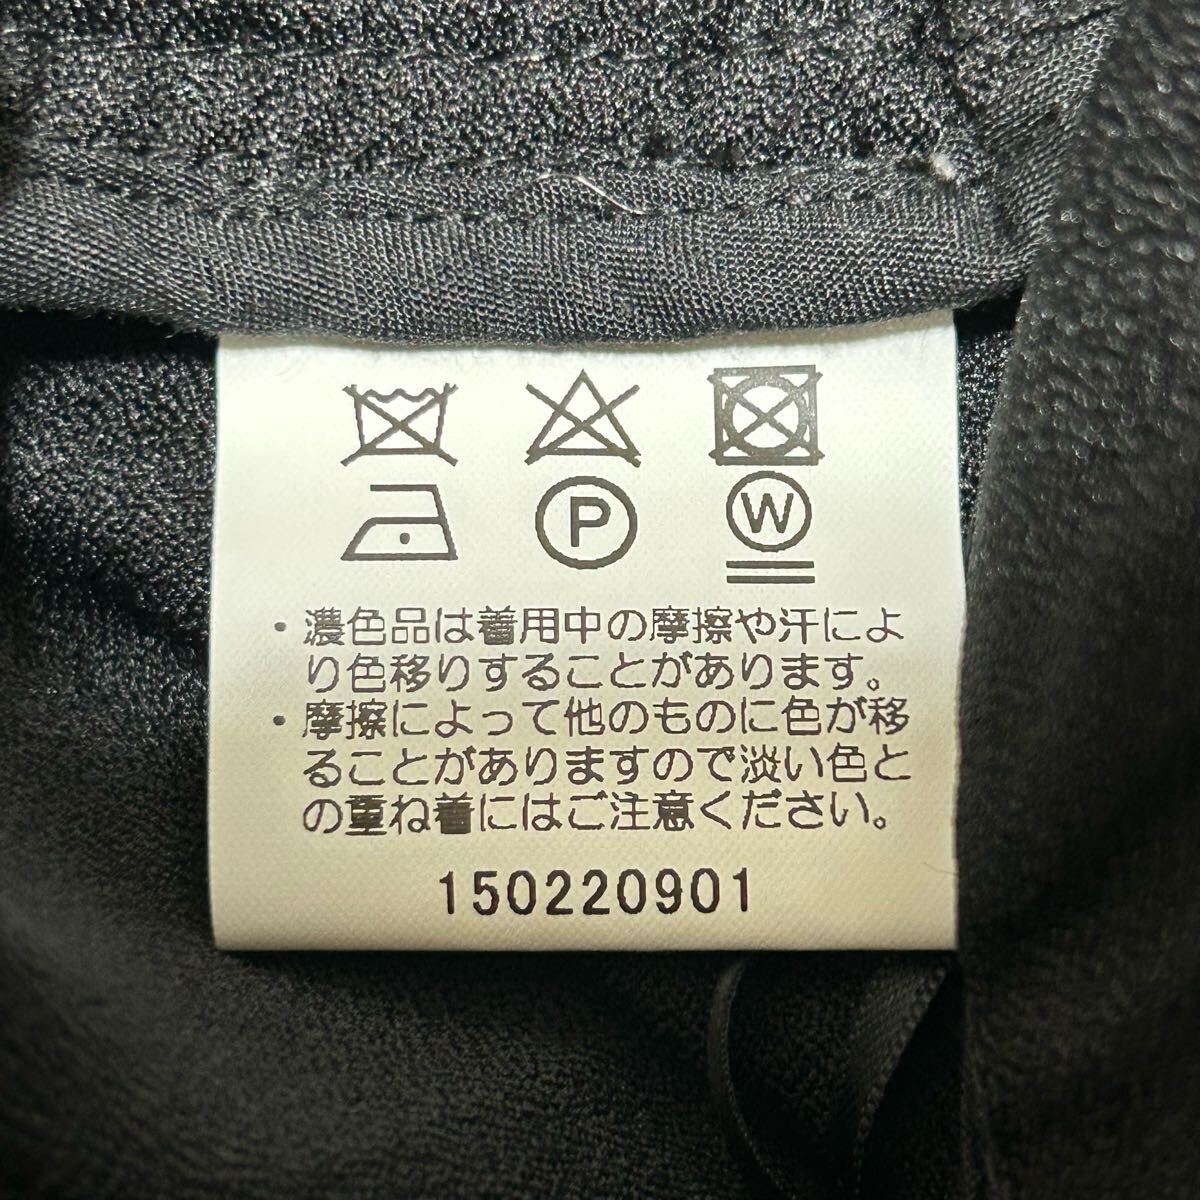 P W
・濃色品は着用中の摩擦や汗によ
り色移りすることがあります。
・摩擦によって他のものに色が移
ることがありますので淡い色と
の重ね着にはご注意ください。
150220901